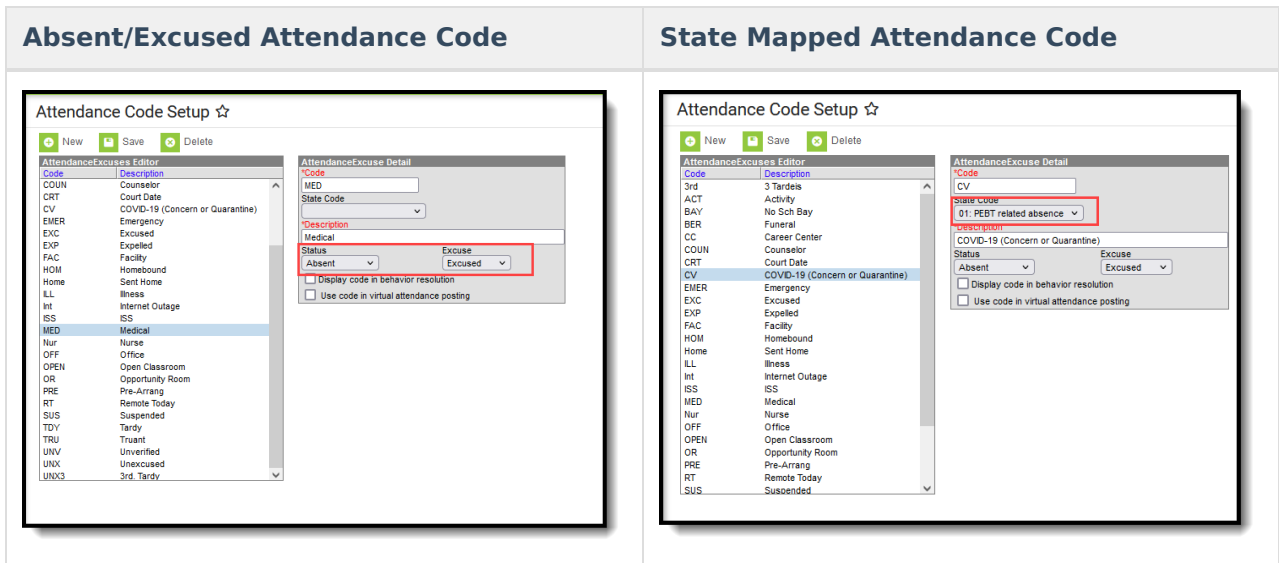 Absent/Excused Attendance Code
Attendance Code Setup ☆
New Save Delete
AttendanceExcuses Editor
Code Description
COUN Counselor
CRT Court Date
CV COVID-19 (Concern or Quarantine)
EMER Emergency
EXC Excused
EXP Expelled
FAC Facility
HOM Homebound
Home Sent Home
ILL Illness
Int Internet Outage
ISS ISS
MED Medical
Nur Nurse
OFF Office
OPEN Open Classroom
OR Opportunity Room
PRE Pre-Arrang
RT Remote Today
SUS Suspended
TDY Tardy
TRU Truant
UNV Unverified
UNX Unexcused
UNX3 3rd. Tardy
AttendanceExcuse Detail
*Code
MED
State Code
*Description
Medical
Status Excuse
Absent Excused
Display code in behavior resolution
Use code in virtual attendance posting
State Mapped Attendance Code
Attendance Code Setup ☆
New Save Delete
AttendanceExcuses Editor
Code Description
3rd 3 Tardeis
ACT Activity
BAY No Sch Bay
BER Funeral
CC Career Center
COUN Counselor
CRT Court Date
CV COVID-19 (Concern or Quarantine)
EMER Emergency
EXC Excused
EXP Expelled
FAC Facility
HOM Homebound
Home Sent Home
ILL Illness
Int Internet Outage
ISS ISS
MED Medical
Nur Nurse
OFF Office
OPEN Open Classroom
OR Opportunity Room
PRE Pre-Arrang
RT Remote Today
SUS Suspended
AttendanceExcuse Detail
*Code
CV
State Code
01: PEBT related absence
*Description
COVID-19 (Concern or Quarantine)
Status Excuse
Absent Excused
Display code in behavior resolution
Use code in virtual attendance posting